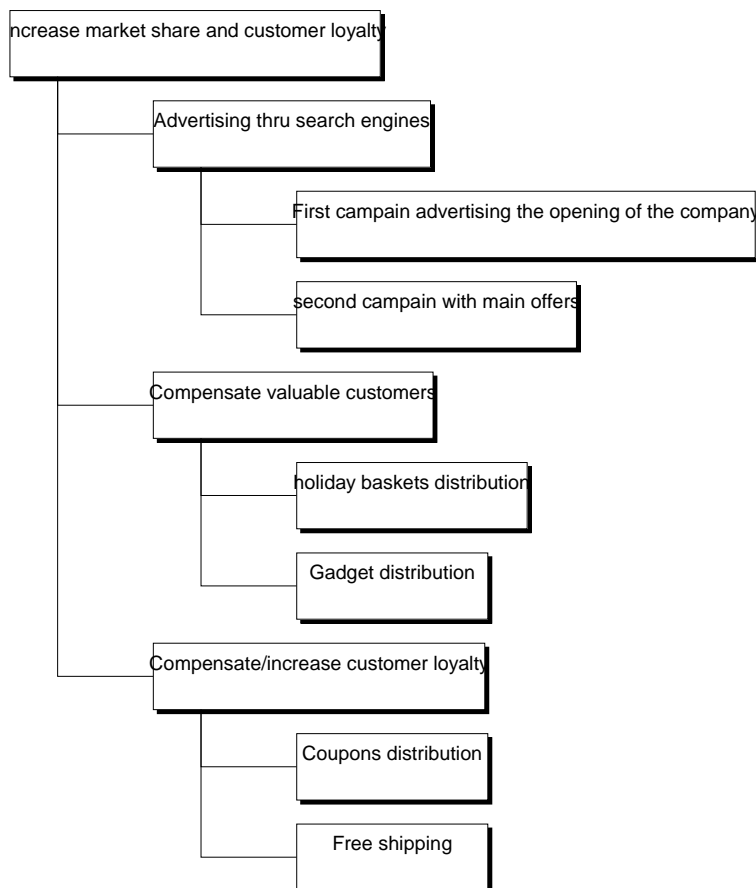 ncrease market share and customer loyalty
Advertising thru search engines
First campain advertising the opening of the company
second campain with main offers
Compensate valuable customers
holiday baskets distribution
Gadget distribution
Compensate/increase customer loyalty
Coupons distribution
Free shipping